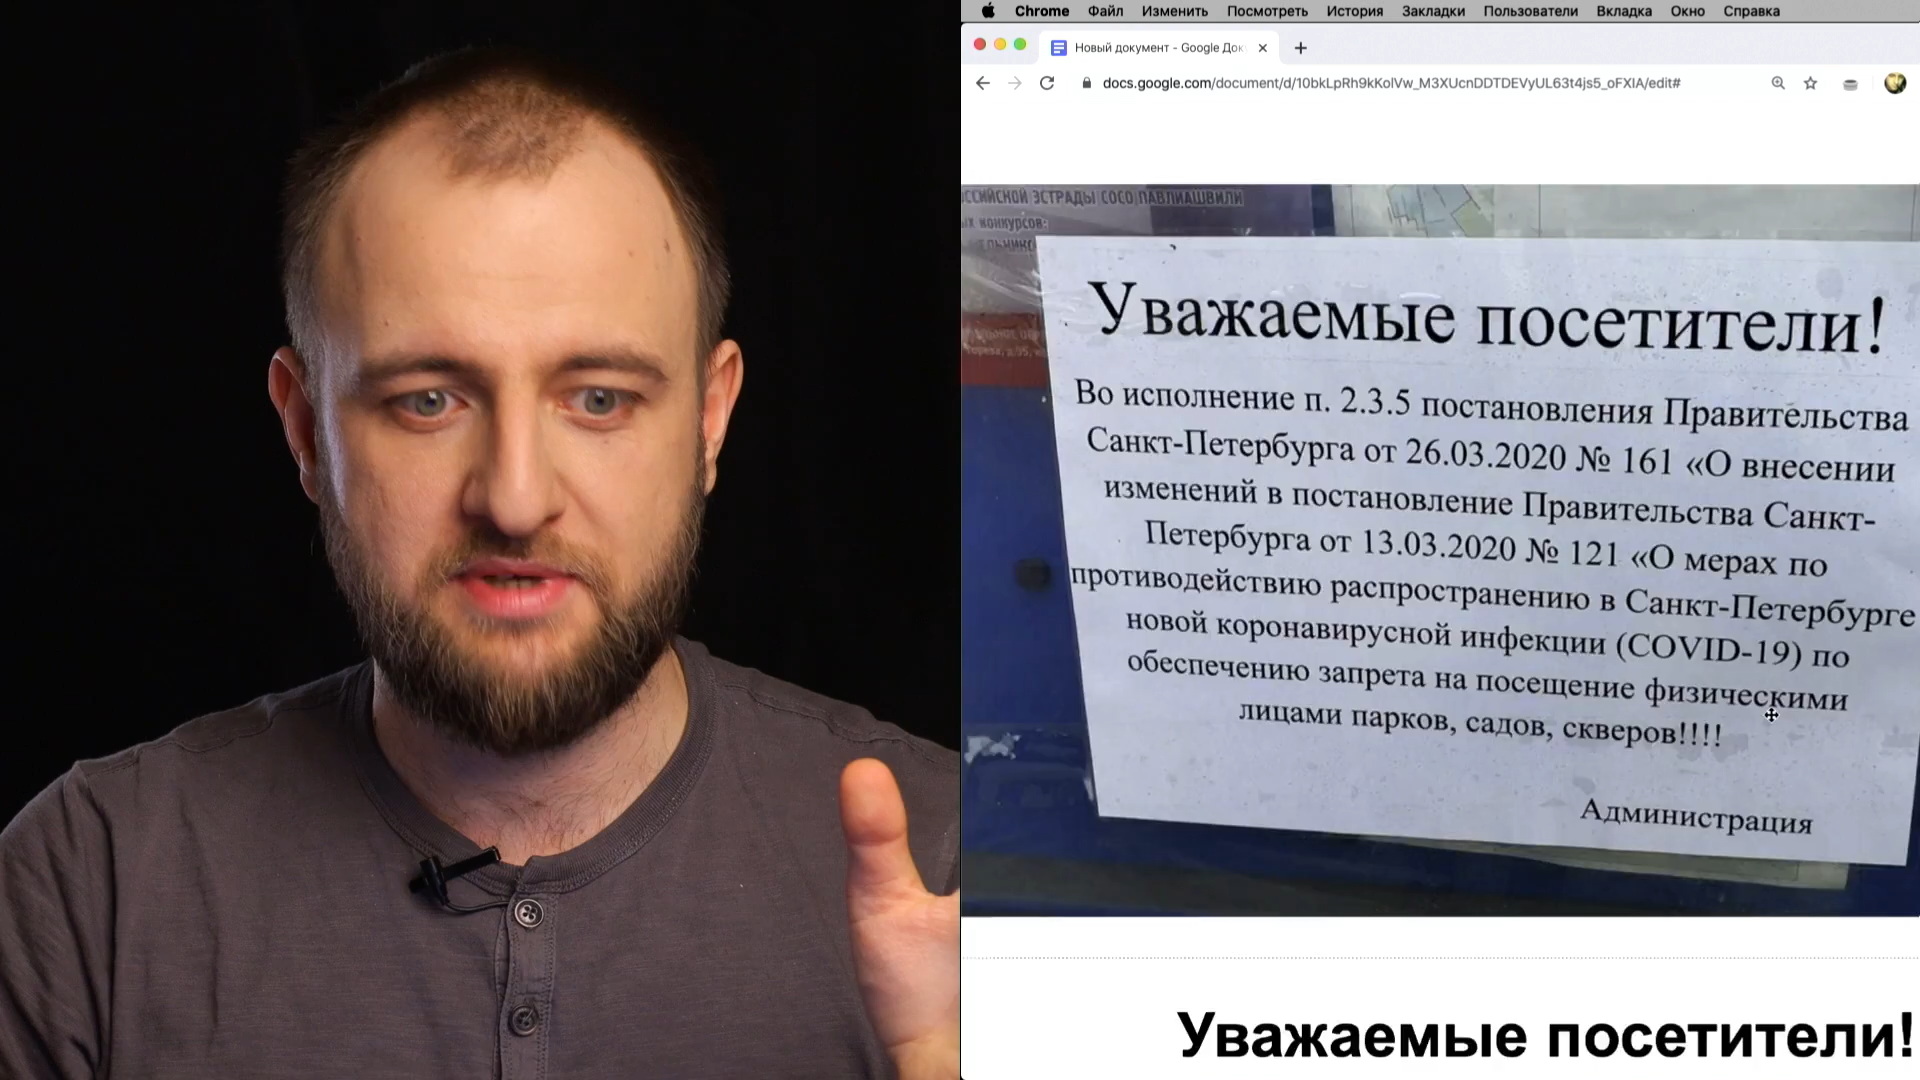 Chrome Файл Изменить Посмотреть История Закладки Пользователи Вкладка Окно Справка
Новый документ - Google Док
docs.google.com/document/d/10bkLpRh9kKolVw_M3XUcnDDTDEVyUL63t4js5_oFXIA/edit#
ССИЙСКОЙ ЭСТРАДЫ СОСО ПАВЛИАШВИЛИ
ых конкурсов:
Уважаемые посетители!
Во исполнение п. 2.3.5 постановления Правительства
Санкт-Петербурга от 26.03.2020 № 161 «О внесении
изменений в постановление Правительства Санкт-
Петербурга от 13.03.2020 № 121 «О мерах по
противодействию распространению в Санкт-Петербурге
новой коронавирусной инфекции (COVID-19) по
обеспечению запрета на посещение физическими
лицами парков, садов, скверов!!!!
Администрация
Уважаемые посетители!